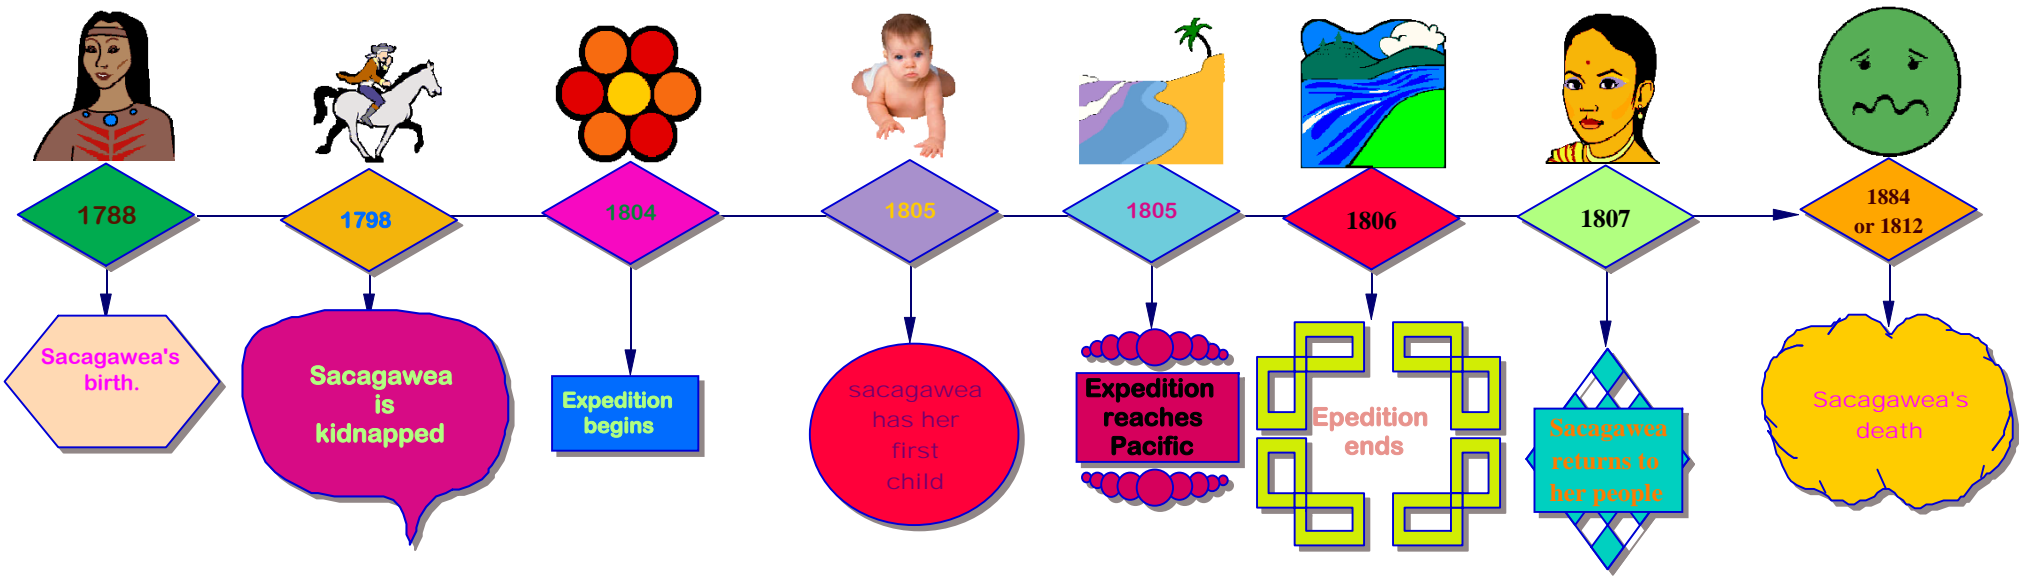 1788
1798
1804
1805
1805
1806
1807
1884
or 1812
Sacagawea's
birth.
Sacagawea
is
kidnapped
Expedition
begins
sacagawea
has her
first
child
Expedition
reaches
Pacific
Epedition
ends
Sacagawea
returns to
her people
Sacagawea's
death